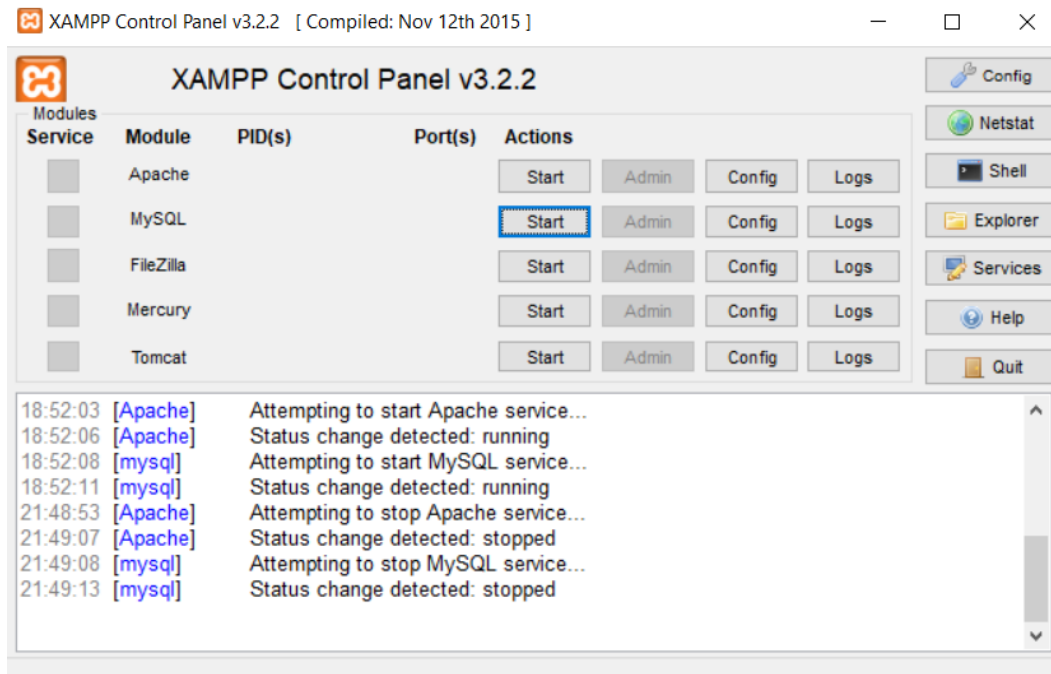 XAMPP Control Panel v3.2.2 [ Compiled: Nov 12th 2015 ]
XAMPP Control Panel v3.2.2
Config
Modules
Service Module PID(s) Port(s) Actions
Netstat
Apache Start Admin Config Logs
Shell
MySQL Start Admin Config Logs
Explorer
FileZilla Start Admin Config Logs
Services
Mercury Start Admin Config Logs
Help
Tomcat Start Admin Config Logs
Quit
18:52:03 [Apache] Attempting to start Apache service...
18:52:06 [Apache] Status change detected: running
18:52:08 [mysql] Attempting to start MySQL service...
18:52:11 [mysql] Status change detected: running
21:48:53 [Apache] Attempting to stop Apache service...
21:49:07 [Apache] Status change detected: stopped
21:49:08 [mysql] Attempting to stop MySQL service...
21:49:13 [mysql] Status change detected: stopped